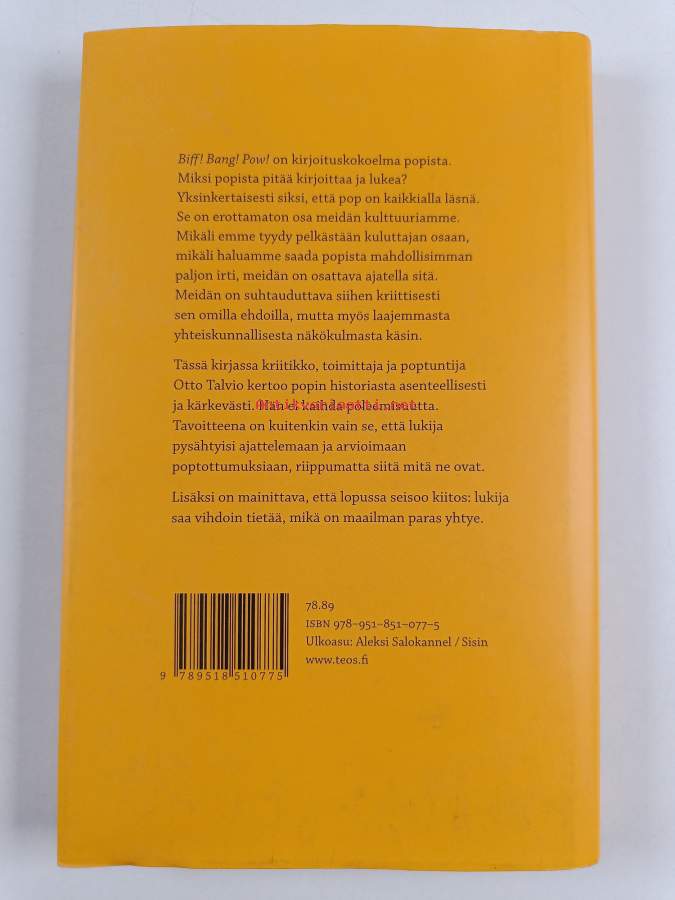 Biff! Bang! Pow! on kirjoituskokoelma popista.
Miksi popista pitää kirjoittaa ja lukea?
Yksinkertaisesti siksi, että pop on kaikkialla läsnä.
Se on erottamaton osa meidän kulttuuriamme.
Mikäli emme tyydy pelkästään kuluttajan osaan,
mikäli haluamme saada popista mahdollisimman
paljon irti, meidän on osattava ajatella sitä.
Meidän on suhtauduttava siihen kriittisesti
sen omilla ehdoilla, mutta myös laajemmasta
yhteiskunnallisesta näkökulmasta käsin.
Tässä kirjassa kriitikko, toimittaja ja poptuntija
Otto Talvio kertoo popin historiasta asenteellisesti
ja kärkevästi. Hän ei kaihda poleemisuutta.
Tavoitteena on kuitenkin vain se, että lukija
pysähtyisi ajattelemaan ja arvioimaan
poptottumuksiaan, riippumatta siitä mitä ne ovat.
Lisäksi on mainittava, että lopussa seisoo kiitos: lukija
saa vihdoin tietää, mikä on maailman paras yhtye.
78.89
ISBN 978–951–851–077–5
Ulkoasu: Aleksi Salokannel / Sisin
www.teos.fi
9 789518 510775